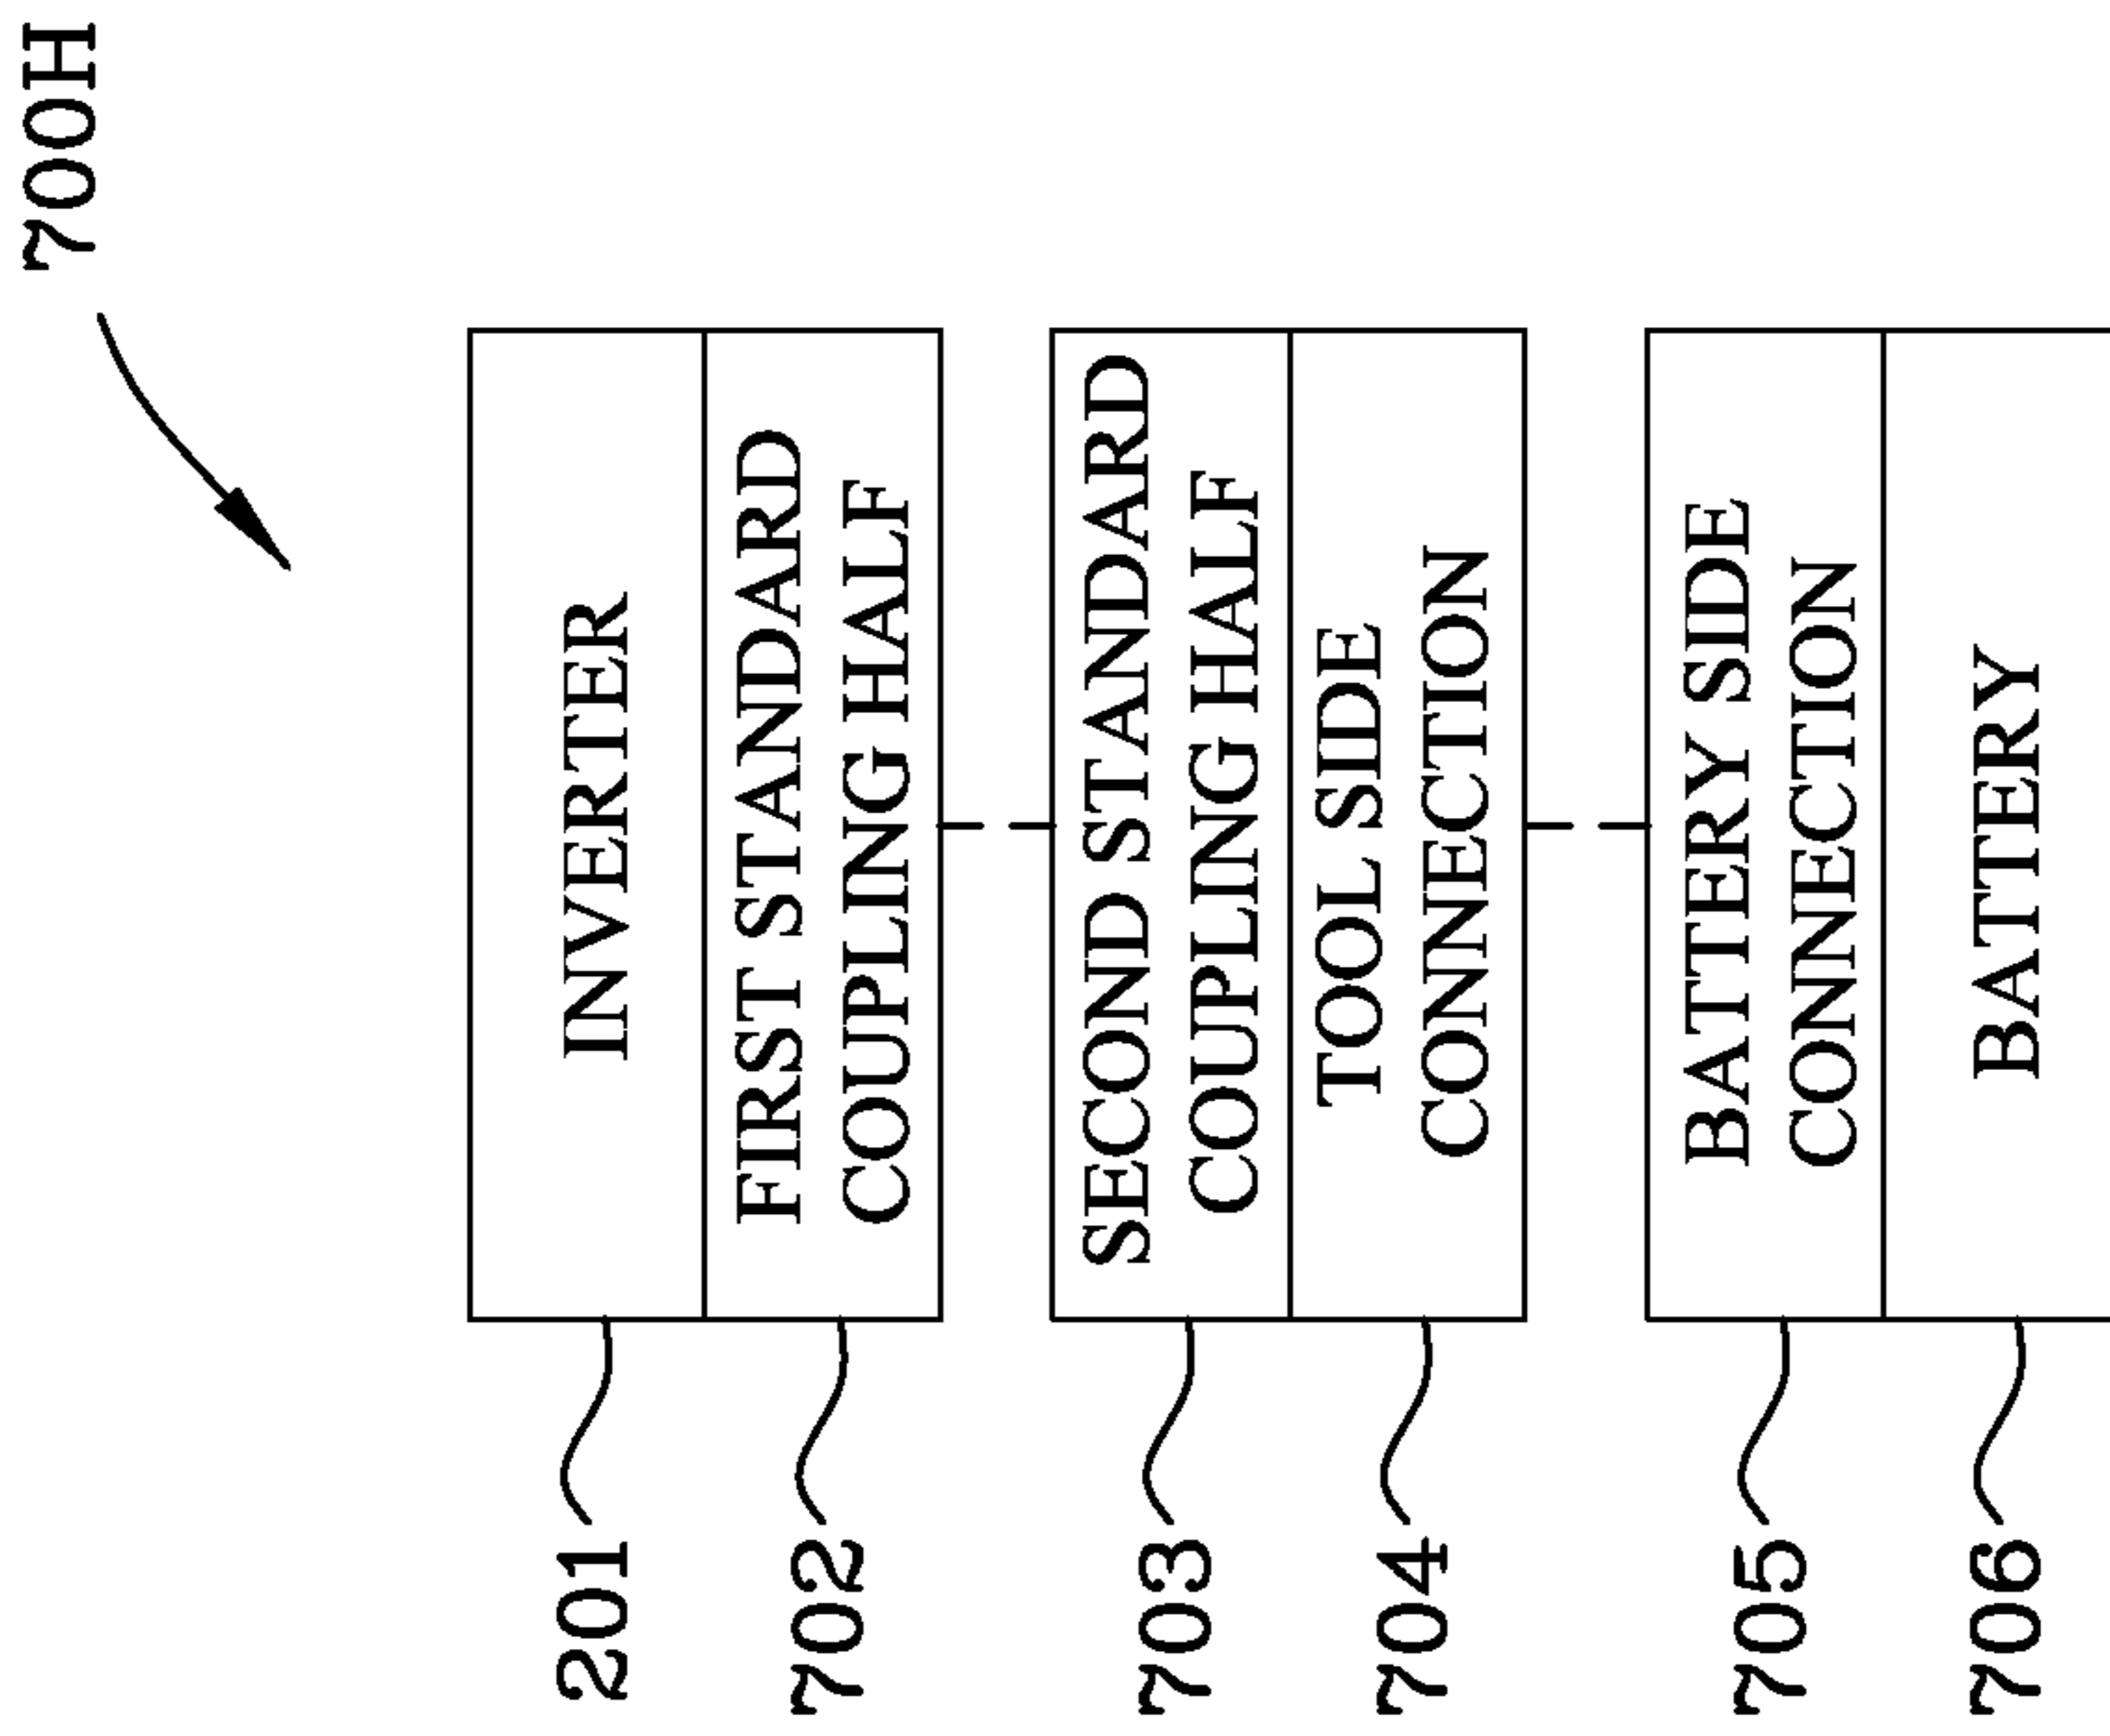 700H
INVERTER
FIRST STANDARD
COUPLING HALF
SECOND STANDARD
COUPLING HALF
TOOL SIDE
CONNECTION
BATTERY SIDE
CONNECTION
BATTERY
201
702
703
704
705
706